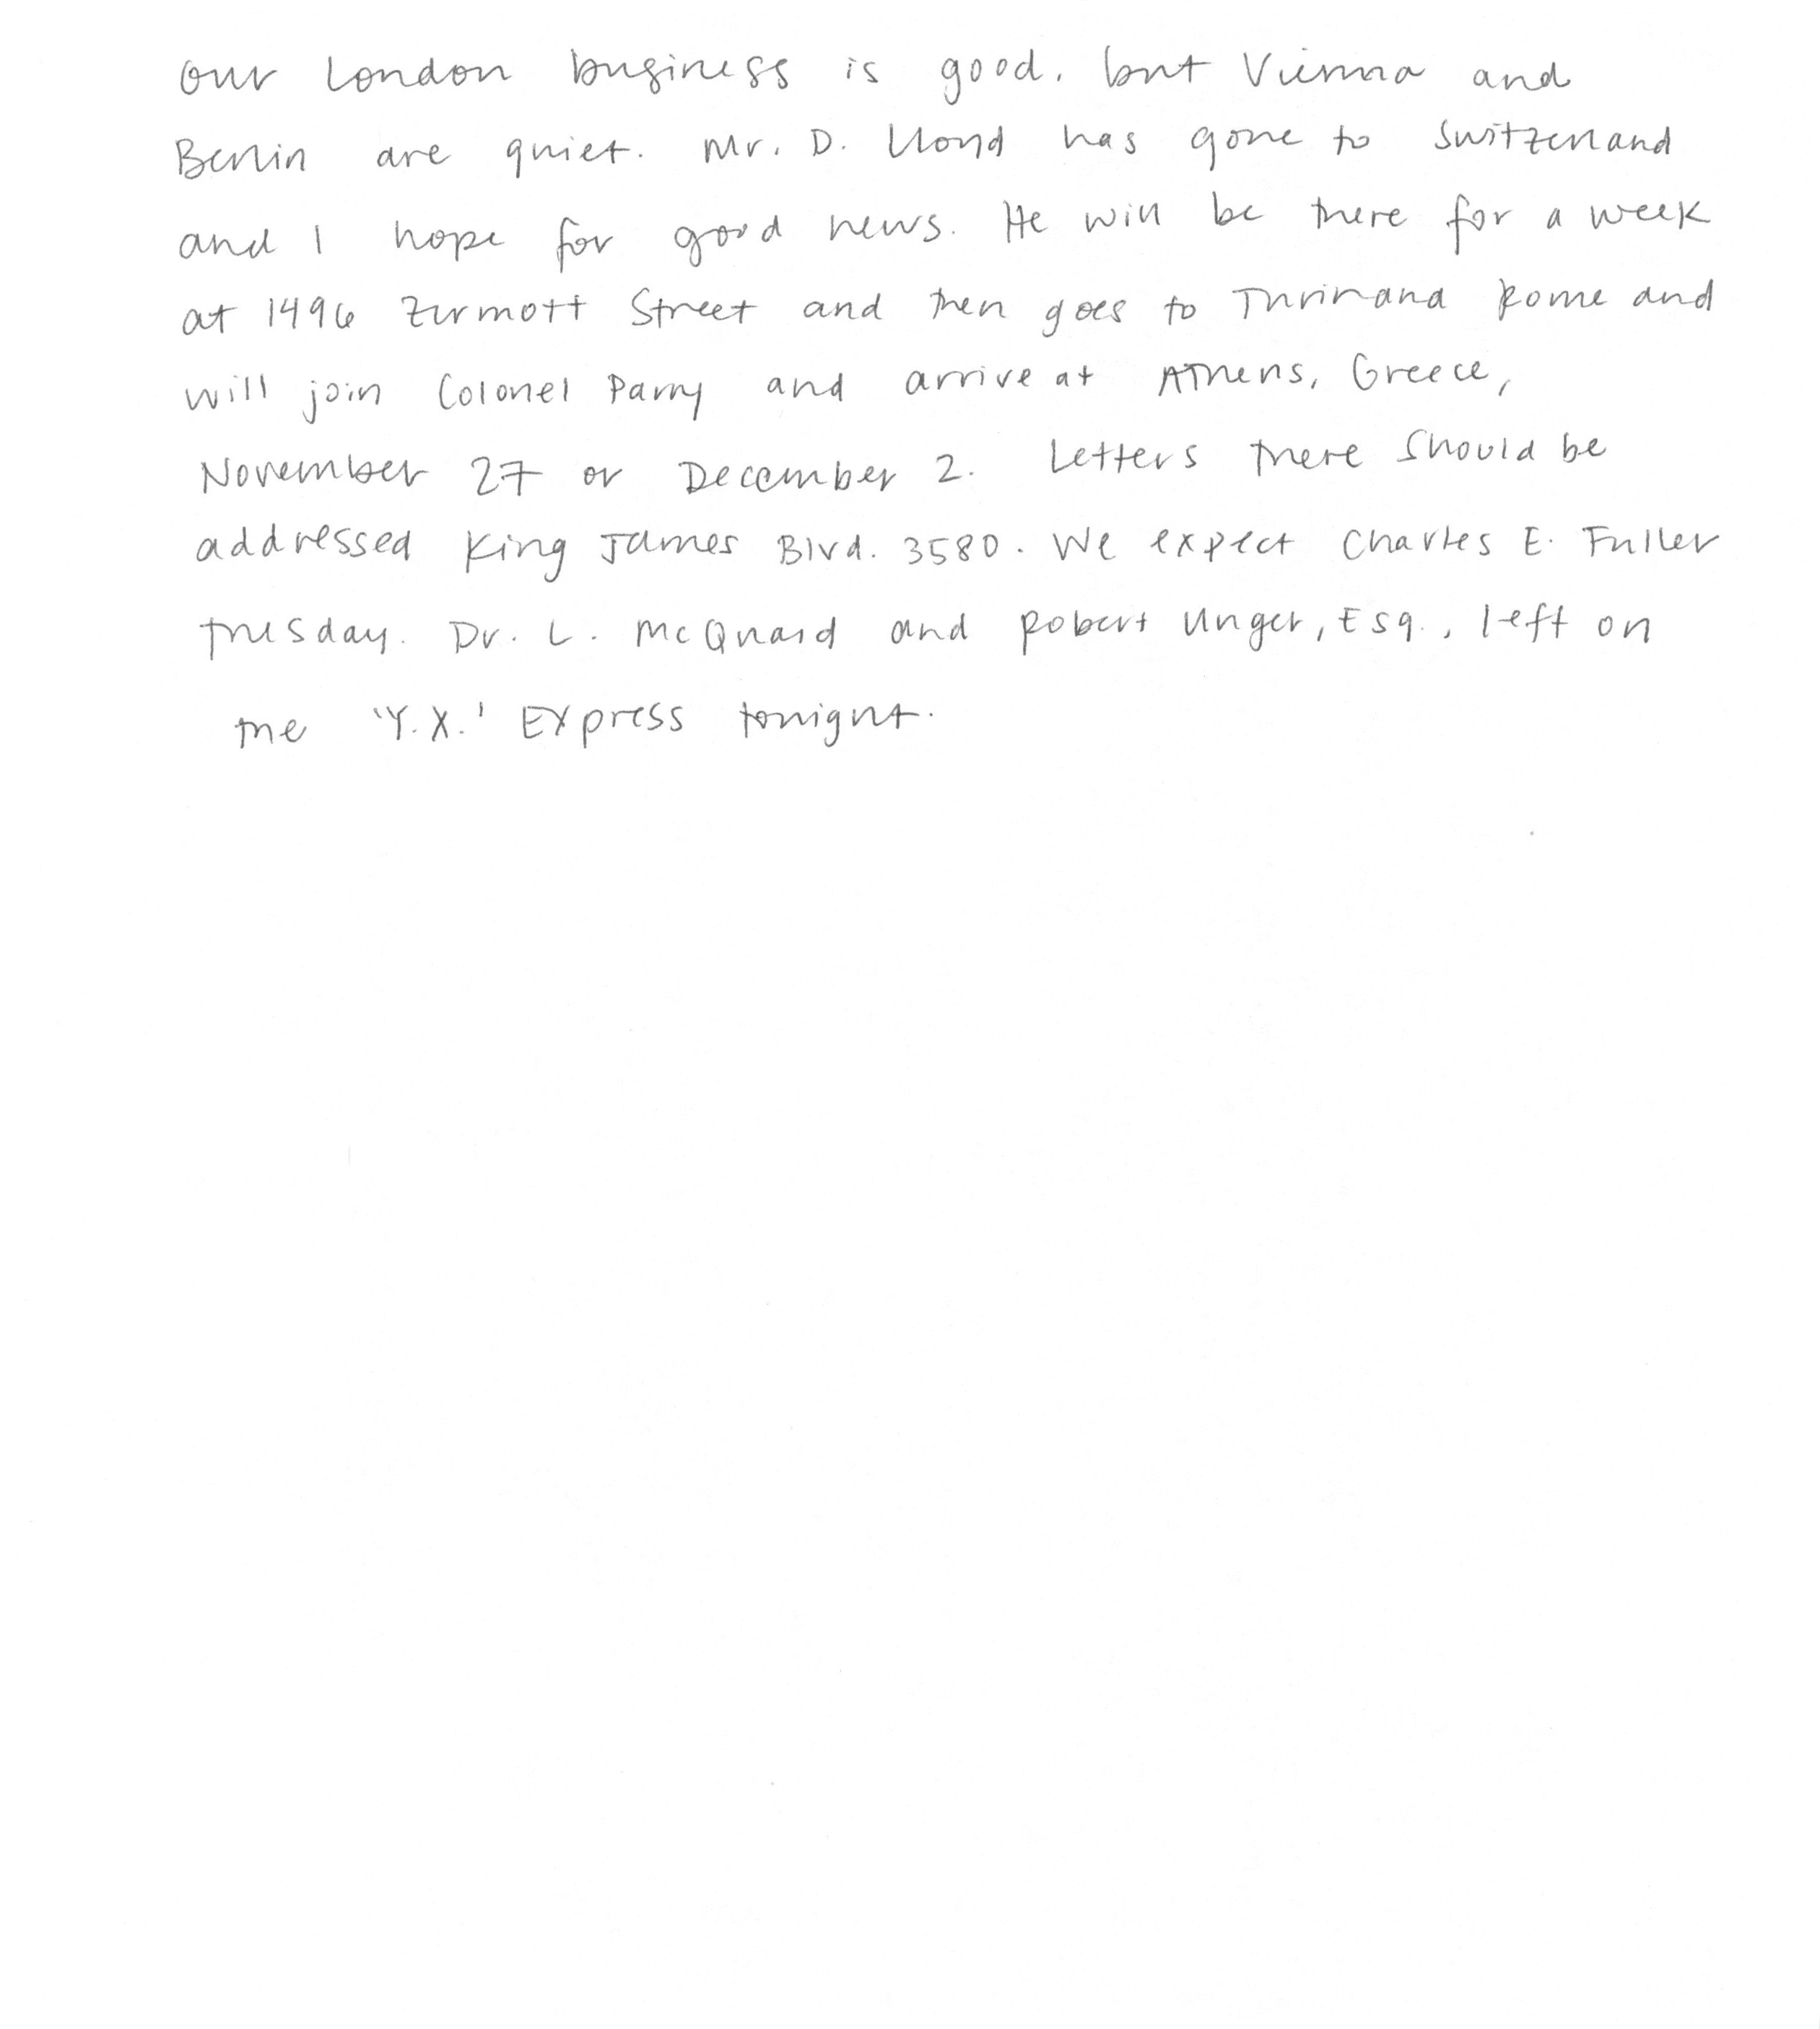 Our London business is good, but Vienna and
Berlin are quiet. Mr. D. Lloyd has gone to Switzerland
and I hope for good news. He will be there for a week
at 1496 Zermott Street and then goes to Turin and Rome and
will join Colonel Parry and arrive at Athens, Greece,
November 27 or December 2. Letters there should be
addressed King James Blvd. 3580. We expect Charles E. Fuller
tuesday. Dr. L. McQuaid and Robert Unger, Esq., left on
the 'Y.X.' Express tonight.